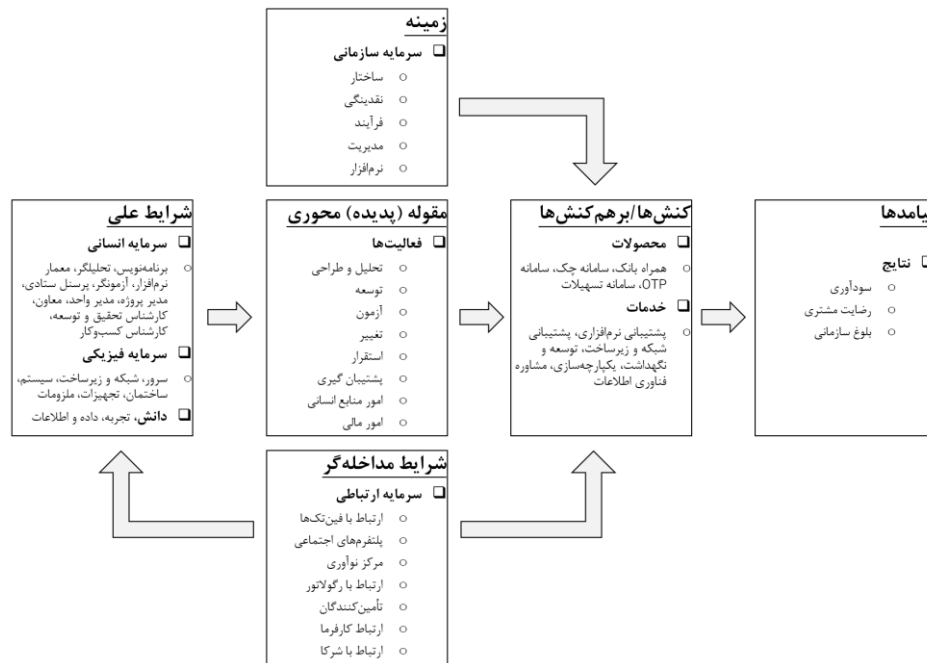 زمینه
سرمایه سازمانی
ساختار
نقدینگی
فرآیند
مدیریت
نرم‌افزار
شرایط علی
سرمایه انسانی
برنامه‌نویس، تحلیلگر، معمار
نرم‌افزار، آزمونگر، پرسنل ستادی،
مدیر پروژه، مدیر واحد، معاون،
کارشناس تحقیق و توسعه،
کارشناس کسب‌وکار
سرمایه فیزیکی
سرور، شبکه و زیرساخت، سیستم،
ساختمان، تجهیزات، ملزومات
دانش، تجربه، داده و اطلاعات
مقوله (پدیده) محوری
فعالیت‌ها
تحلیل و طراحی
توسعه
آزمون
تغییر
استقرار
پشتیبان گیری
امور منابع انسانی
امور مالی
کنش‌ها/برهم‌کنش‌ها
محصولات
همراه بانک، سامانه چک، سامانه
OTP، سامانه تسهیلات
خدمات
پشتیبانی نرم‌افزاری، پشتیبانی
شبکه و زیرساخت، توسعه و
نگهداشت، یکپارچه‌سازی، مشاوره
فناوری اطلاعات
یامدها
نتایج
سودآوری
رضایت مشتری
بلوغ سازمانی
شرایط مداخله‌گر
سرمایه ارتباطی
ارتباط با فین‌تک‌ها
پلتفرم‌های اجتماعی
مرکز نوآوری
ارتباط با رگولاتور
تأمین‌کنندگان
ارتباط کارفرما
ارتباط با شرکا